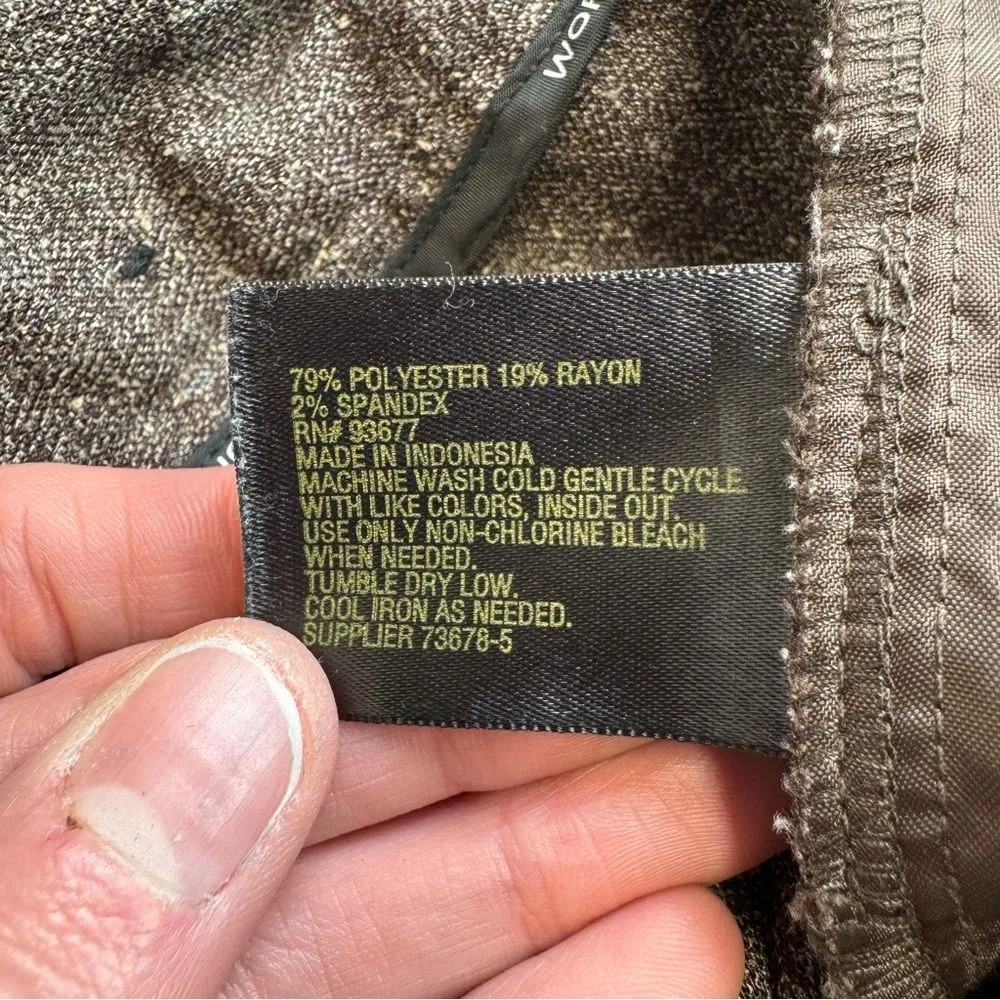 WOR
79% POLYESTER 19% RAYON
2% SPANDEX
RN# 93677
MADE IN INDONESIA
MACHINE WASH COLD GENTLE CYCLE
WITH LIKE COLORS, INSIDE OUT.
USE ONLY NON-CHLORINE BLEACH
WHEN NEEDED.
TUMBLE DRY LOW.
COOL IRON AS NEEDED.
SUPPLIER 73678-5